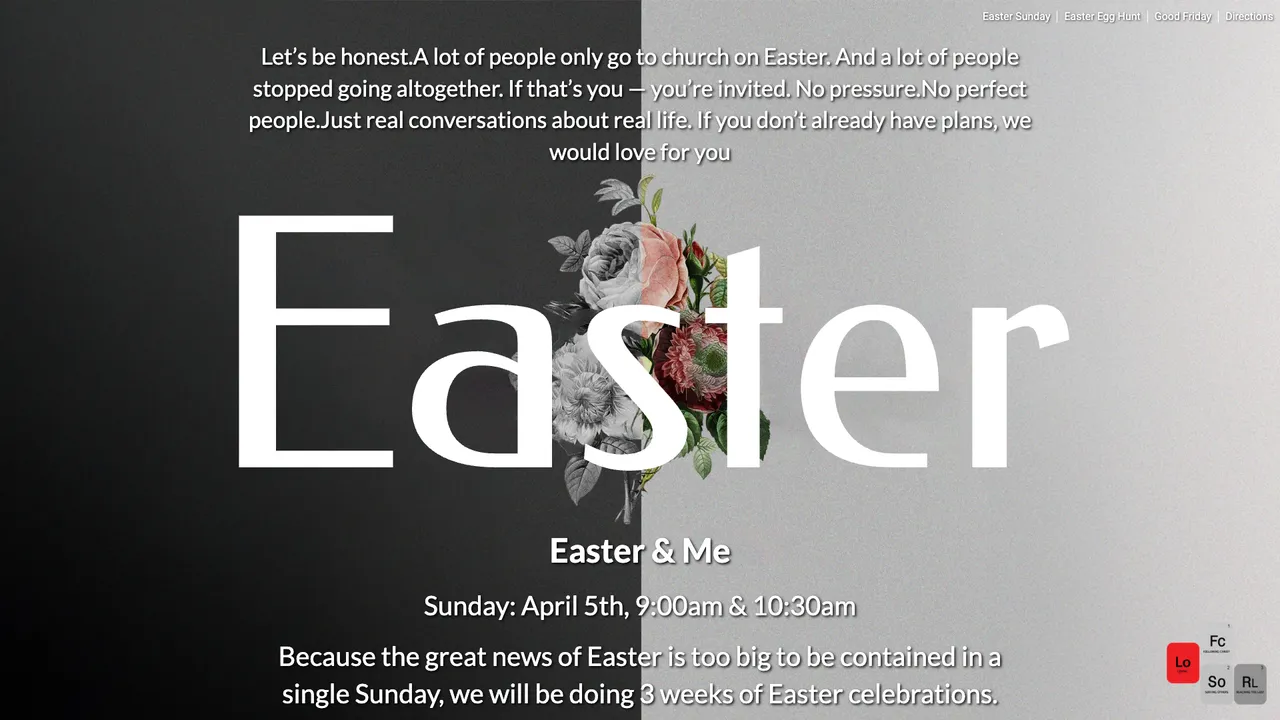 Easter Sunday | Easter Egg Hunt | Good Friday | Directions
Let's be honest.A lot of people only go to church on Easter. And a lot of people
stopped going altogether. If that's you — you're invited. No pressure.No perfect
people.Just real conversations about real life. If you don't already have plans, we
would love for you
Easter
Easter & Me
Sunday: April 5th, 9:00am & 10:30am
Because the great news of Easter is too big to be contained in a
single Sunday, we will be doing 3 weeks of Easter celebrations.
Fc
Lo
So
RL